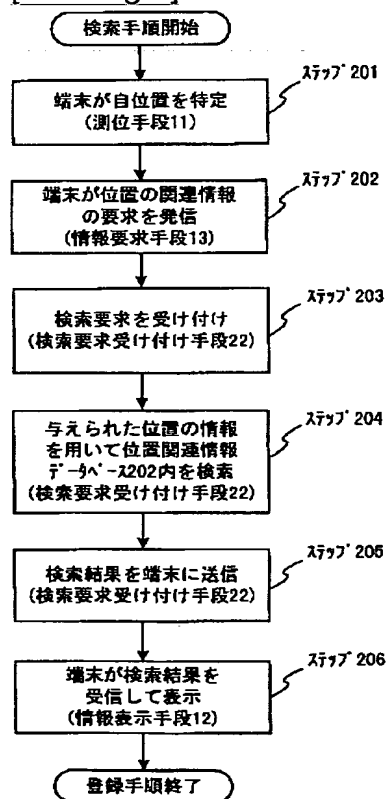 検索手順開始
ステップ201
端末が自位置を特定
(測位手段11)
ステップ202
端末が位置の関連情報
の要求を発信
(情報要求手段13)
ステップ203
検索要求を受け付け
(検索要求受け付け手段22)
ステップ204
与えられた位置の情報
を用いて位置関連情報
データベース202内を検索
(検索要求受け付け手段22)
ステップ205
検索結果を端末に送信
(検索要求受け付け手段22)
ステップ206
端末が検索結果を
受信して表示
(情報表示手段12)
登録手順終了